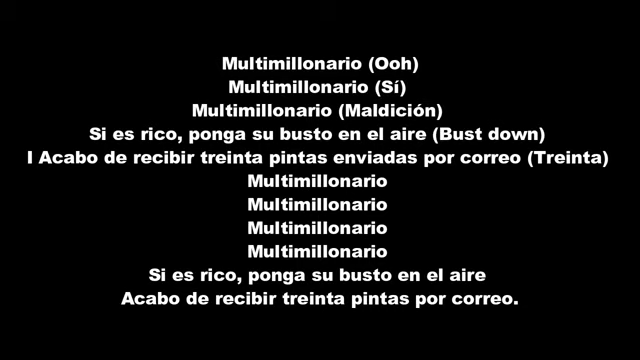 Multimillonario (Ooh)
Multimillonario (Sí)
Multimillonario (Maldición)
Si es rico, ponga su busto en el aire (Bust down)
I Acabo de recibir treinta pintas enviadas por correo (Treinta)
Multimillonario
Multimillonario
Multimillonario
Multimillonario
Si es rico, ponga su busto en el aire
Acabo de recibir treinta pintas por correo.